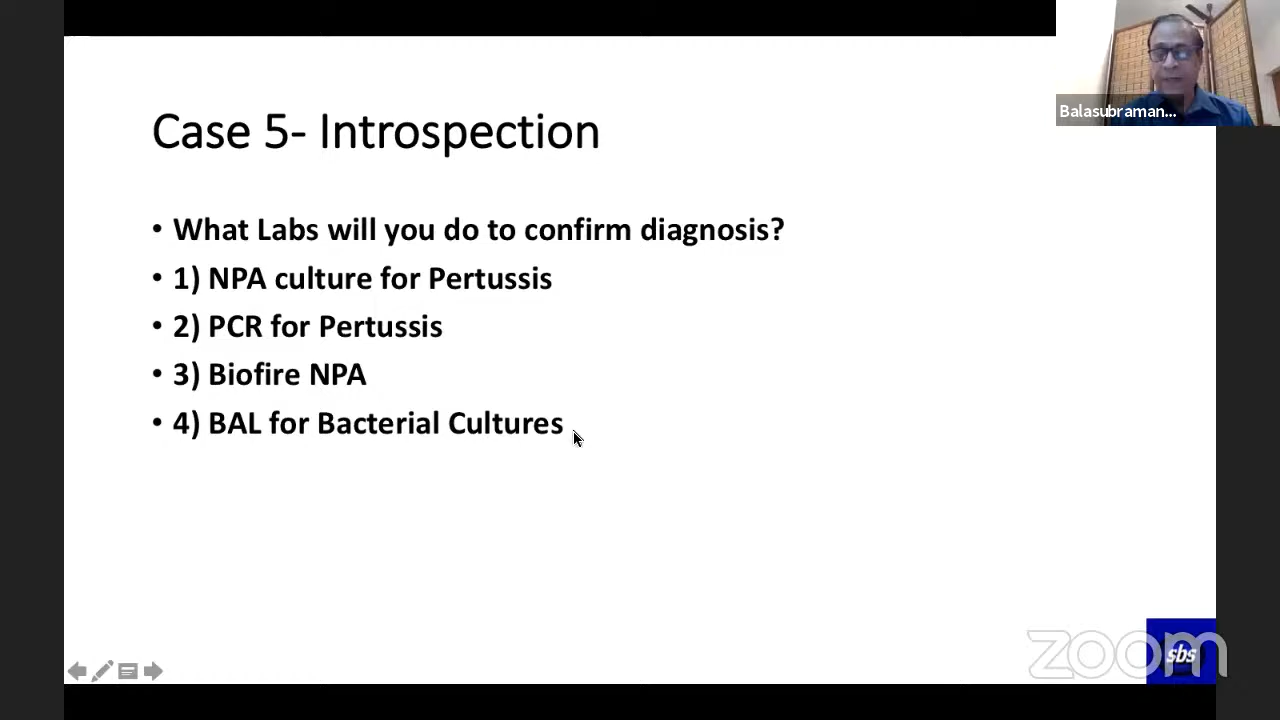 Case 5- Introspection
Balasubraman...
• What Labs will you do to confirm diagnosis?
• 1) NPA culture for Pertussis
• 2) PCR for Pertussis
• 3) Biofire NPA
• 4) BAL for Bacterial Cultures
zoom
sbs